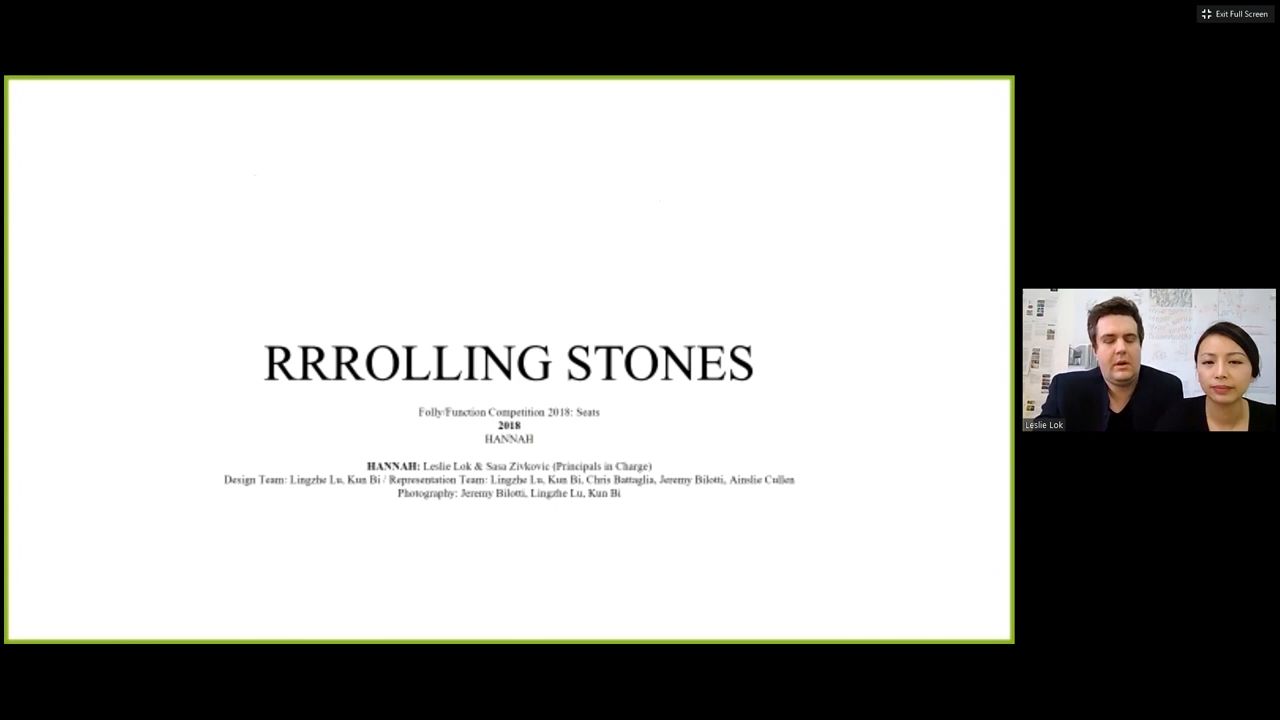 Exit Full Screen
RRROLLING STONES
Folly/Function Competition 2018: Seats
2018
HANNAH
HANNAH: Leslie Lok & Sasa Zivkovic (Principals in Charge)
Design Team: Lingzhe Lu, Kun Bi / Representation Team: Lingzhe Lu, Kun Bi, Chris Battaglia, Jeremy Bilotti, Ainslie Cullen
Photography: Jeremy Bilotti, Lingzhe Lu, Kun Bi
Leslie Lok